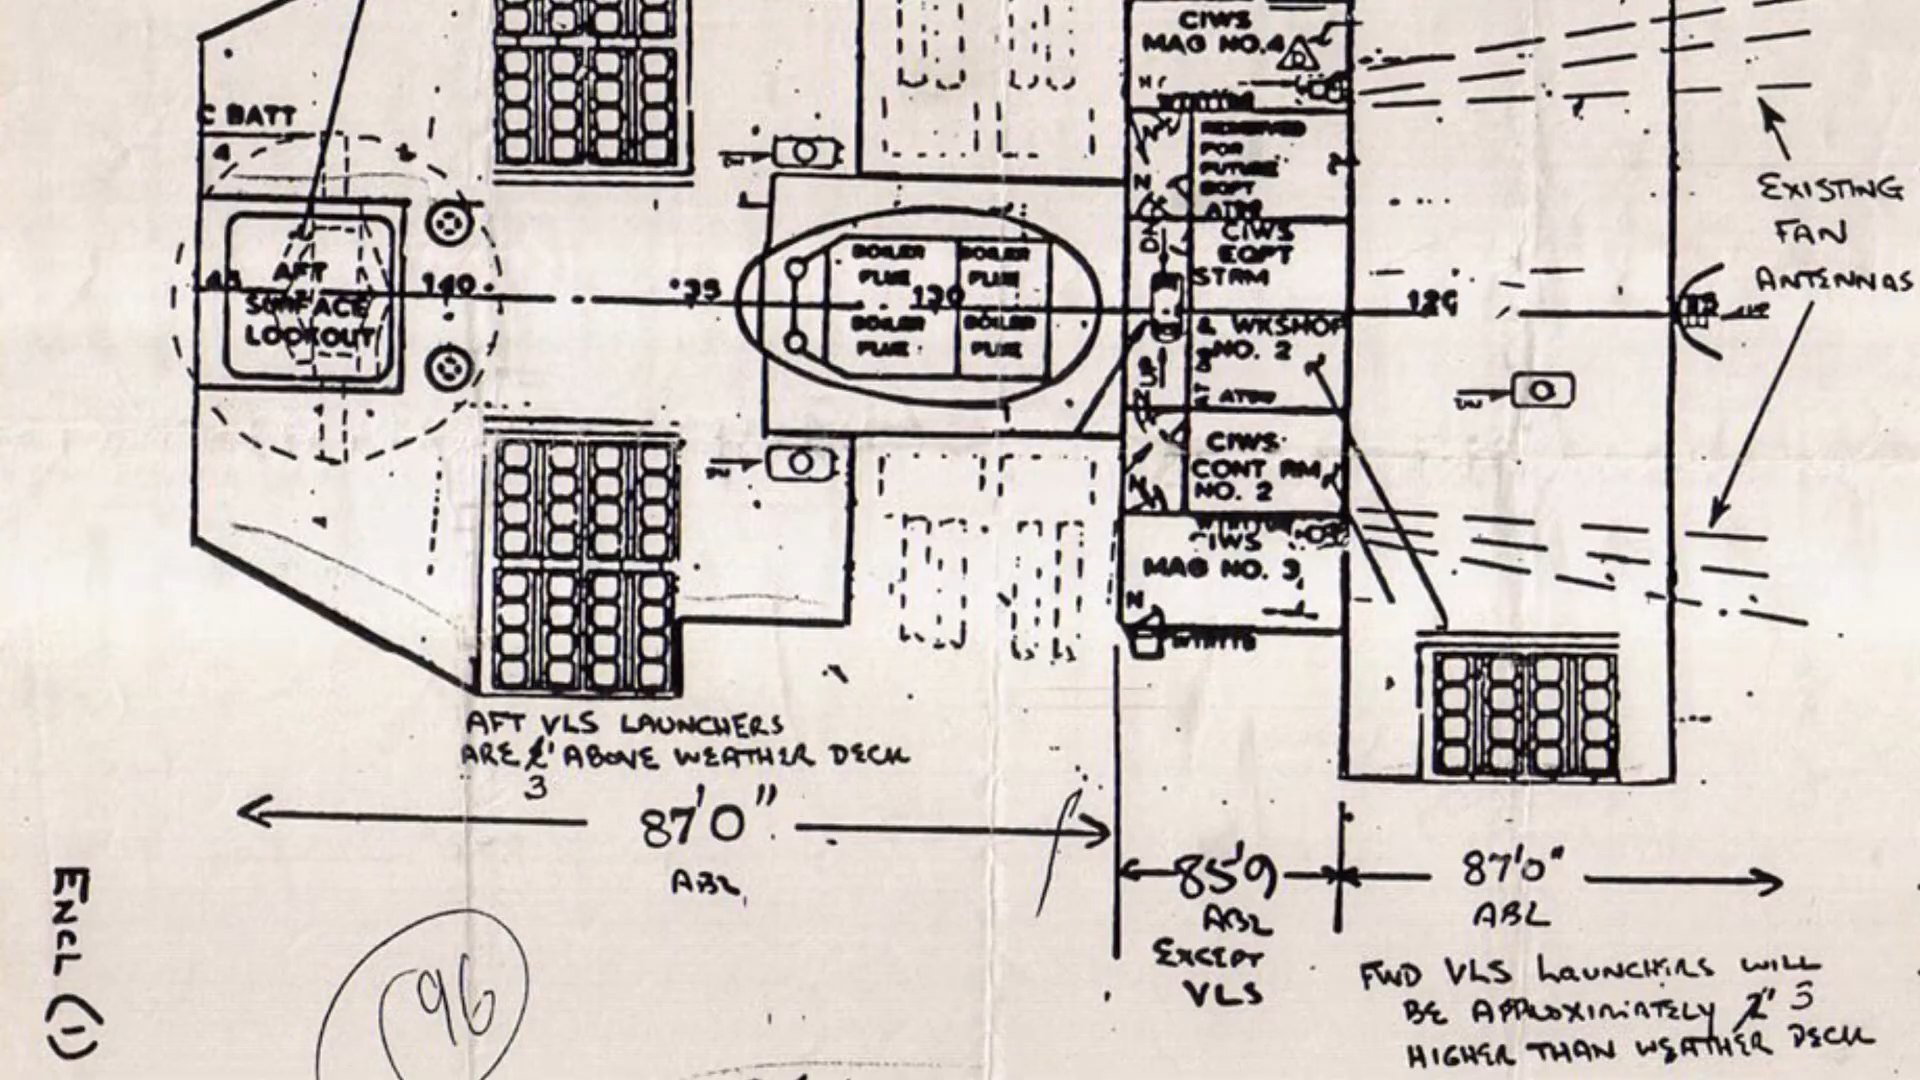 CIWS
MAG NO.4
C BATT
RESERVED
FOR
FUTURE
EQPT
ATBD
EXISTING
FAN
ANTENNAS
CIWS
EQPT
STRM
& WKSHOP
NO. 2
BOILER
FLUE
BOILER
FLUE
BOILER
FLUE
BOILER
FLUE
AFT
SURFACE
LOOKOUT
140
130
CIWS
CONT RM
NO. 2
CIWS
MAG NO. 3
AFT VLS LAUNCHERS
ARE 2' ABOVE WEATHER DECK
3
87'0"
ABL
85'9
ABL
EXCEPT
VLS
87'0"
ABL
FWD VLS LAUNCHERS WILL
BE APPROXIMATELY 2' 3
HIGHER THAN WEATHER DECK
ENCL (1)
96